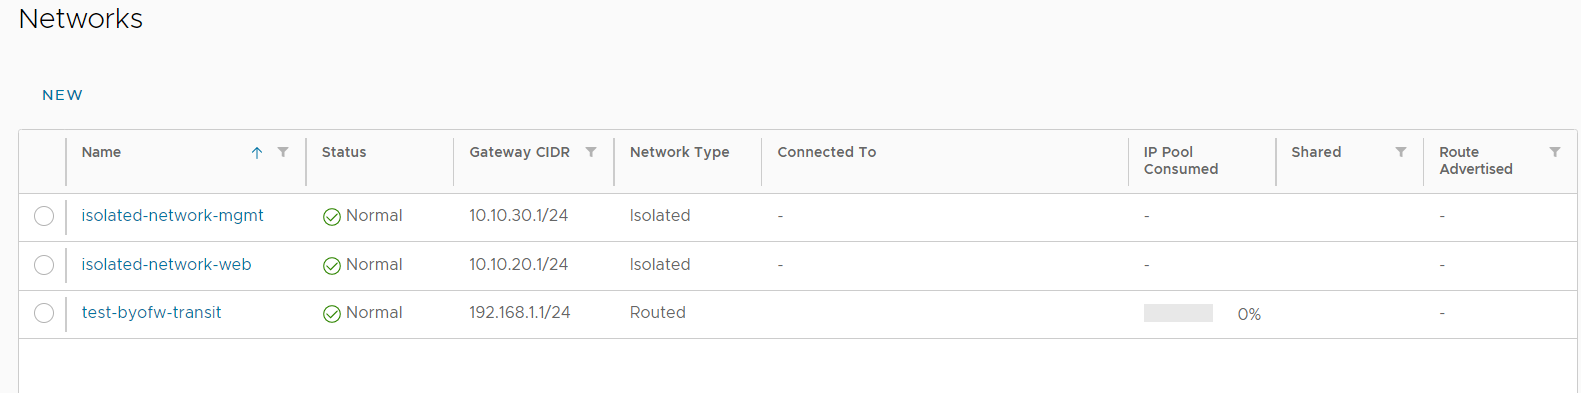 Networks
NEW
Name Status Gateway CIDR Network Type Connected To IP Pool Consumed Shared Route Advertised
isolated-network-mgmt Normal 10.10.30.1/24 Isolated - - -
isolated-network-web Normal 10.10.20.1/24 Isolated - - -
test-byofw-transit Normal 192.168.1.1/24 Routed 0% -